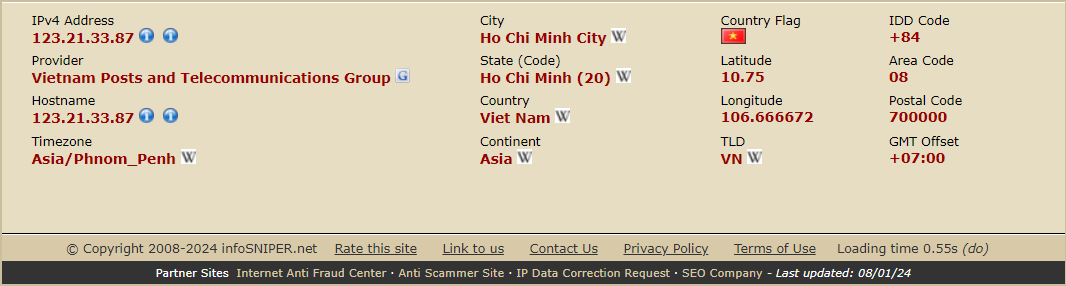 IPv4 Address City Country Flag IDD Code
123.21.33.87 Ho Chi Minh City W +84
Provider State (Code) Latitude Area Code
Vietnam Posts and Telecommunications Group G Ho Chi Minh (20) W 10.75 08
Hostname Country Longitude Postal Code
123.21.33.87 Viet Nam W 106.666672 700000
Timezone Continent TLD GMT Offset
Asia/Phnom_Penh W Asia W VN W +07:00
© Copyright 2008-2024 infoSNIPER.net Rate this site Link to us Contact Us Privacy Policy Terms of Use Loading time 0.55s (do)
Partner Sites Internet Anti Fraud Center · Anti Scammer Site · IP Data Correction Request · SEO Company - Last updated: 08/01/24